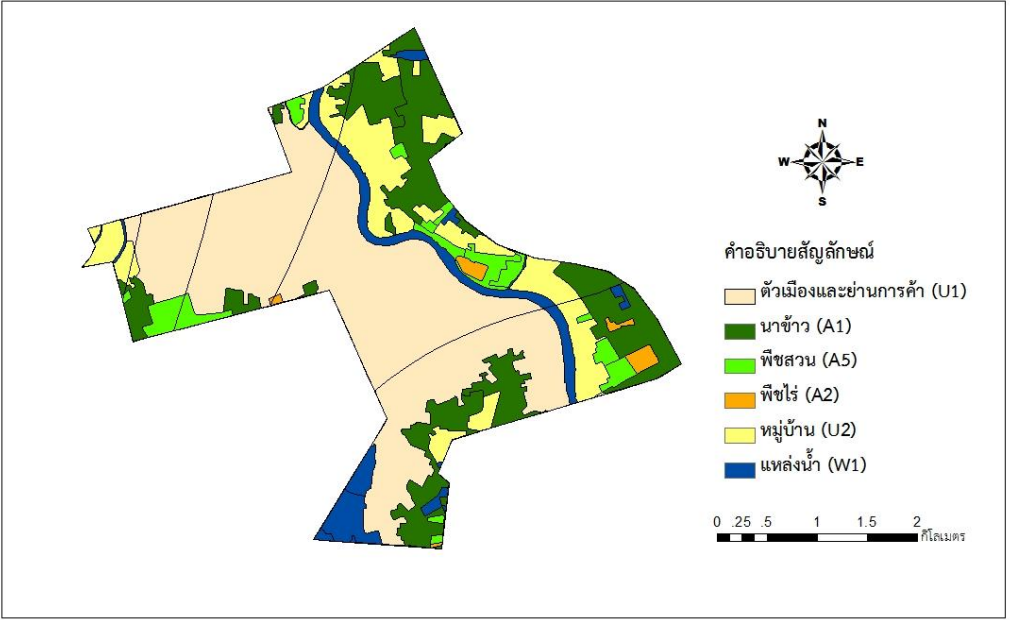 N
W E
S
คำอธิบายสัญลักษณ์
ตัวเมืองและย่านการค้า (U1)
นาข้าว (A1)
พืชสวน (A5)
พืชไร่ (A2)
หมู่บ้าน (U2)
แหล่งน้ำ (W1)
0 .25 .5 1 1.5 2
กิโลเมตร